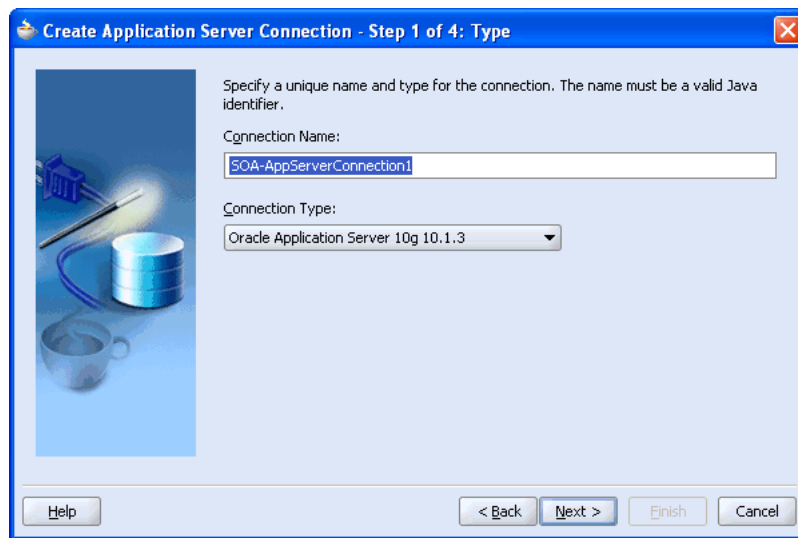 Create Application Server Connection - Step 1 of 4: Type
Specify a unique name and type for the connection. The name must be a valid Java
identifier.
Connection Name:
SOA-AppServerConnection1
Connection Type:
Oracle Application Server 10g 10.1.3
Help
< Back
Next >
Finish
Cancel